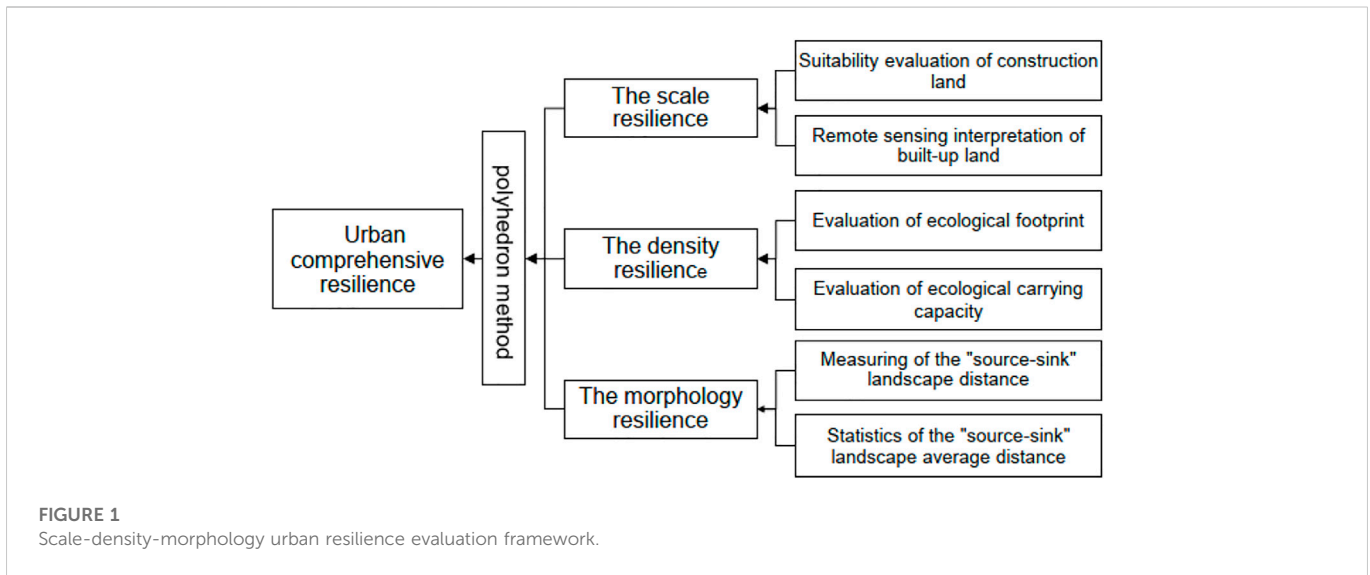 Suitability evaluation of construction
land
The scale
resilience
Remote sensing interpretation of
built-up land
polyhedron method
Urban
comprehensive
resilience
The density
resilience
Evaluation of ecological footprint
Evaluation of ecological carrying
capacity
The morphology
resilience
Measuring of the "source-sink"
landscape distance
Statistics of the "source-sink"
landscape average distance
FIGURE 1
Scale-density-morphology urban resilience evaluation framework.